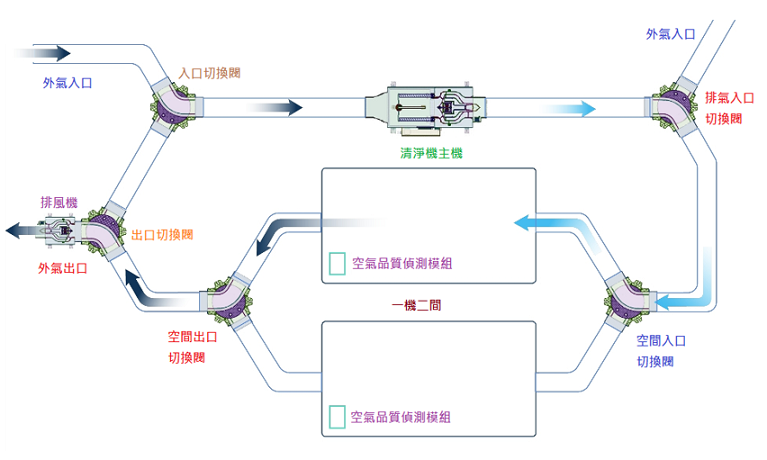 外氣入口
外氣入口
入口切換閥
排氣入口
切換閥
清淨機主機
排風機
出口切換閥
空氣品質偵測模組
外氣出口
一機二間
空間出口
切換閥
空間入口
切換閥
空氣品質偵測模組